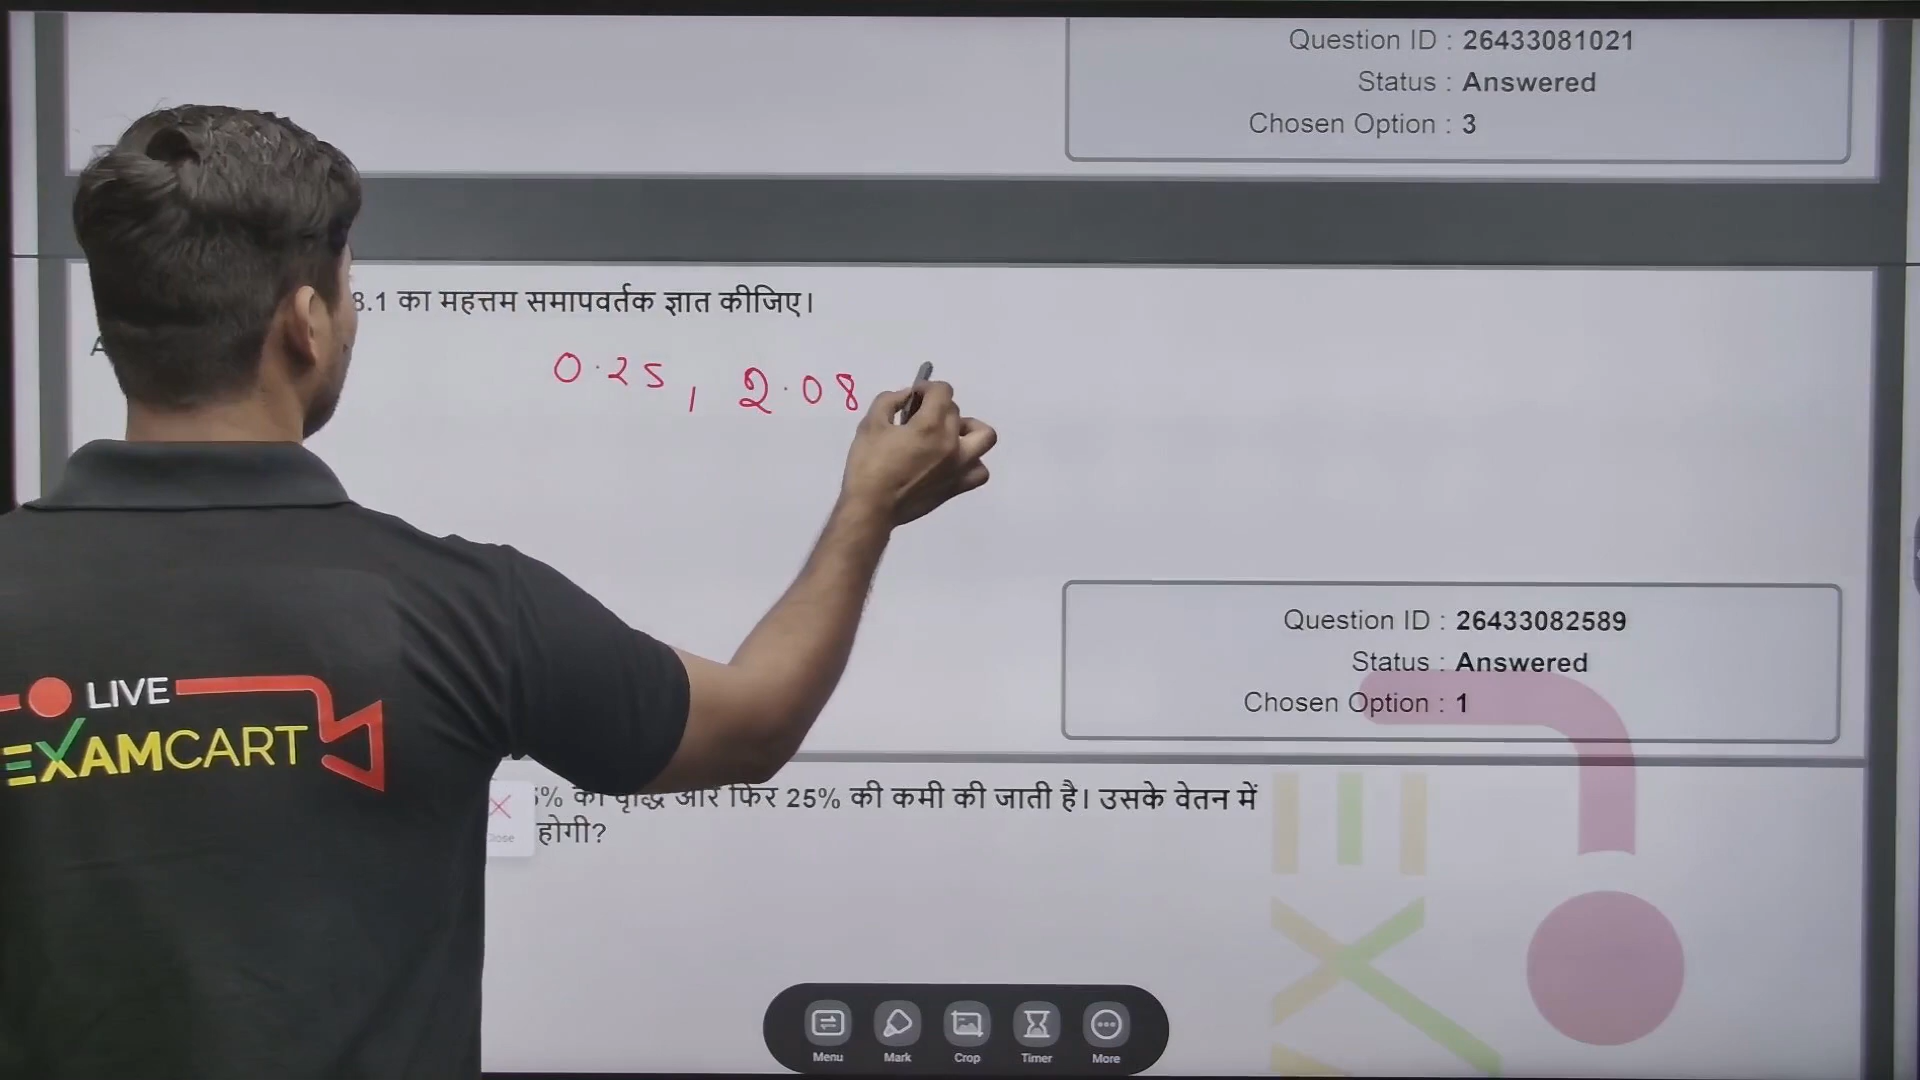 Question ID : 26433081021
Status : Answered
Chosen Option : 3
8.1 का महत्तम समापवर्तक ज्ञात कीजिए।
0.25, 2.08
Question ID : 26433082589
Status : Answered
Chosen Option : 1
% की वृद्धि और फिर 25% की कमी की जाती है। उसके वेतन में
होगी?
LIVE
EXAMCART
Close
Menu
Mark
Crop
Timer
More